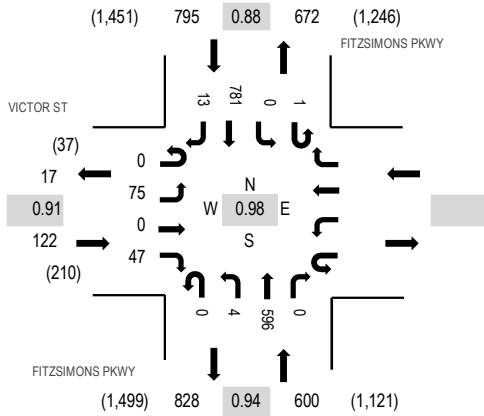 (1,451) 795 0.88 672 (1,246)
FITZSIMONS PKWY
VICTOR ST
13 781 0 1
(37)
17
0.91
122
(210)
0
75
0
47
N
W 0.98 E
S
0 4 596 0
FITZSIMONS PKWY
(1,499) 828 0.94 600 (1,121)